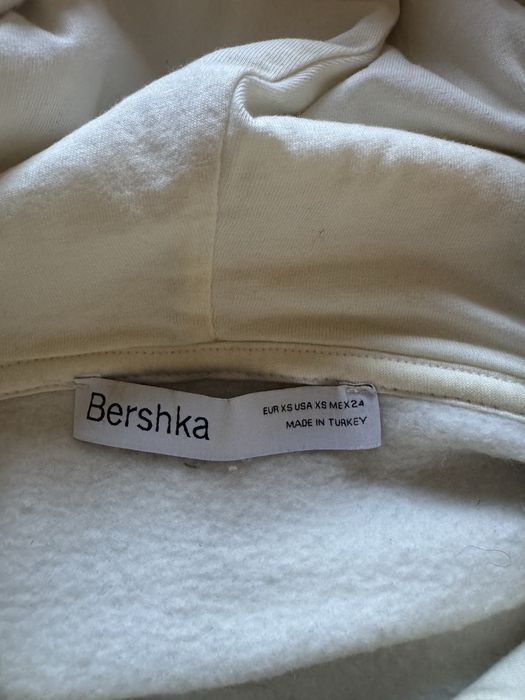 Bershka
EUR XS USA XS MEX 24
MADE IN TURKEY